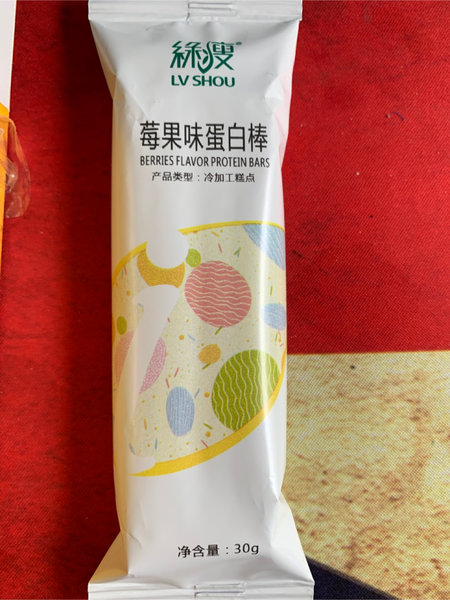 綠瘦®
LV SHOU
莓果味蛋白棒
BERRIES FLAVOR PROTEIN BARS
产品类型：冷加工糕点
净含量：30g